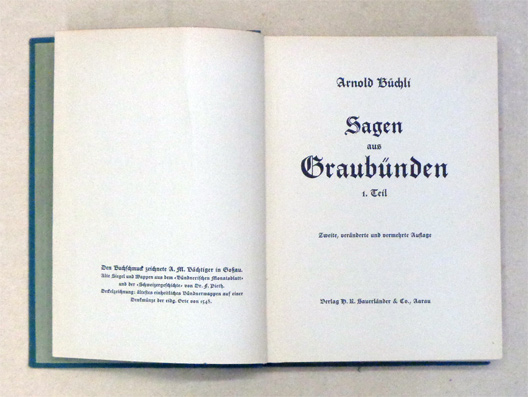 Den Buchschmuck zeichnete A. M. Bächtiger in Goßau.
Alte Siegel und Wappen aus dem «Bündnerischen Monatsblatt»
und der «Schweizergeschichte» von Dr. F. Pieth.
Deckelzeichnung: ältestes einheitliches Bündnerwappen auf einer
Denkmünze der eidg. Orte von 1548.
Arnold Büchli
Sagen
aus
Graubünden
1. Teil
Zweite, veränderte und vermehrte Auflage
Verlag H. R. Sauerländer & Co., Aarau